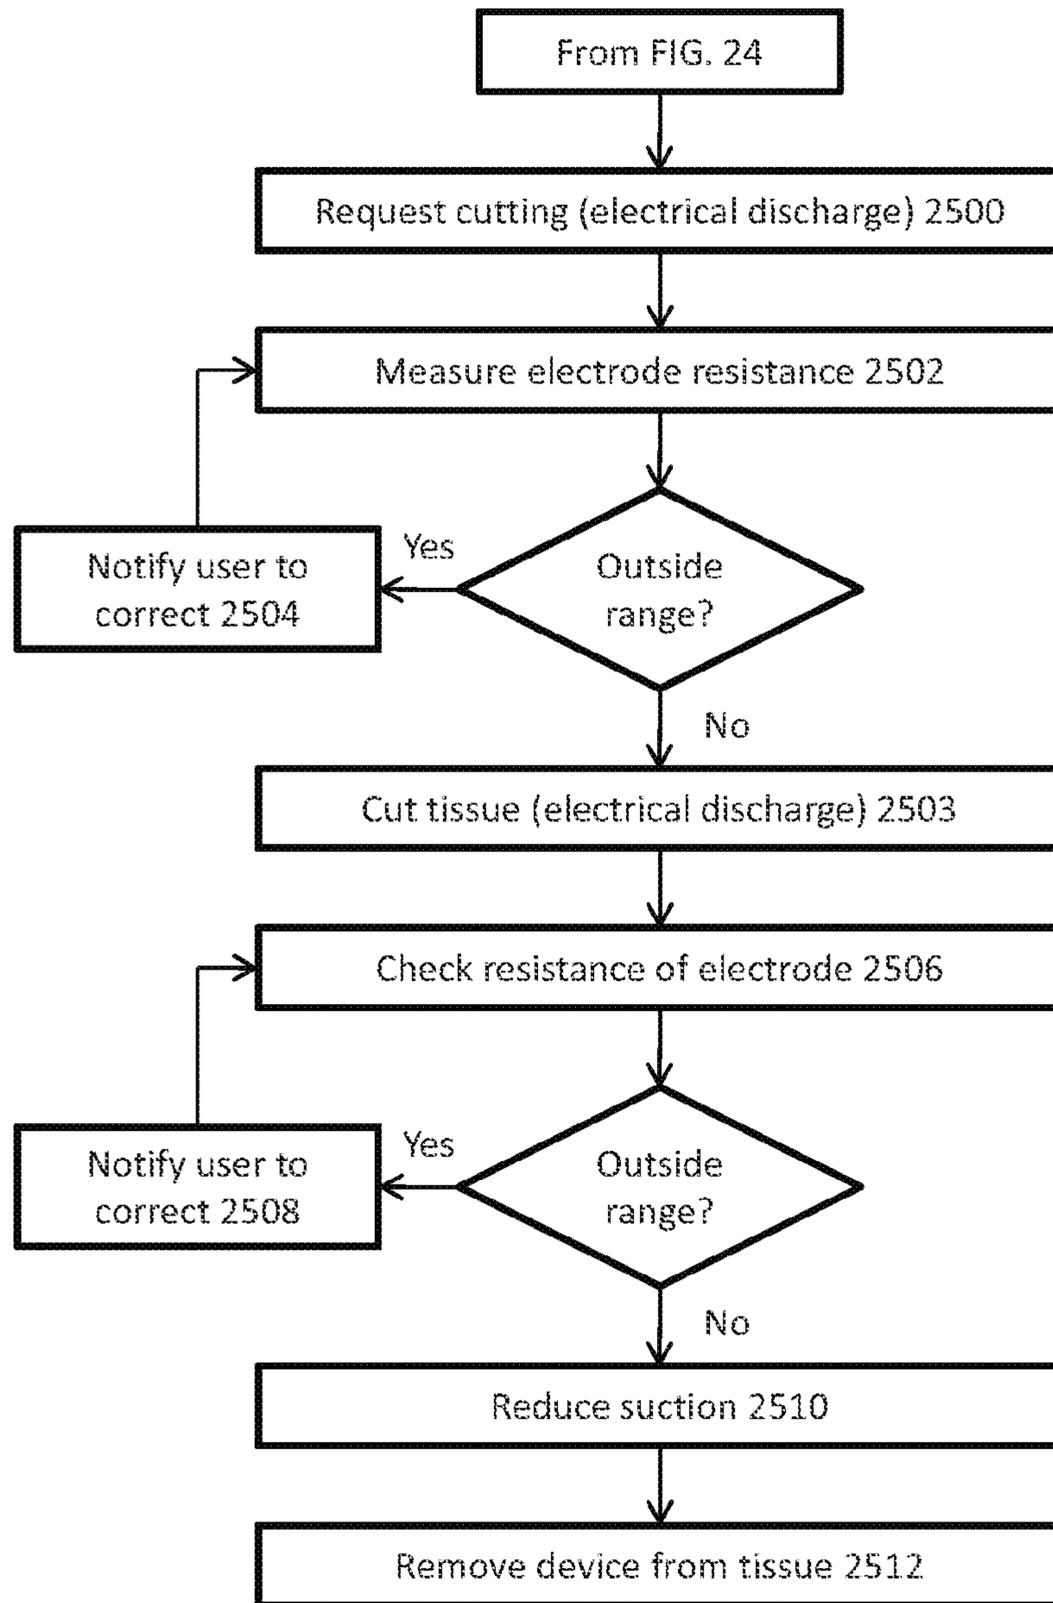 From FIG. 24
Request cutting (electrical discharge) 2500
Measure electrode resistance 2502
Yes
Outside
range?
Notify user to
correct 2504
No
Cut tissue (electrical discharge) 2503
Check resistance of electrode 2506
Yes
Outside
range?
Notify user to
correct 2508
No
Reduce suction 2510
Remove device from tissue 2512